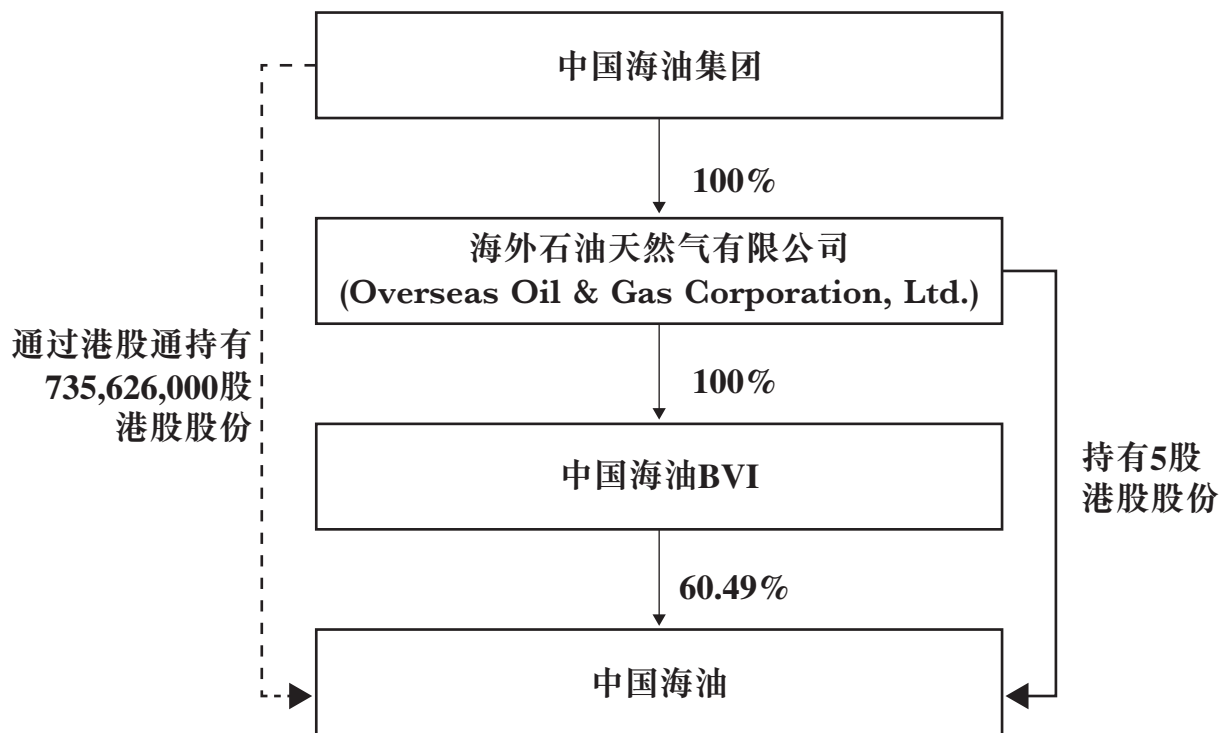 中国海油集团
100%
海外石油天然气有限公司
(Overseas Oil & Gas Corporation, Ltd.)
通过港股通持有
735,626,000股
港股股份
100%
中国海油BVI
持有5股
港股股份
60.49%
中国海油